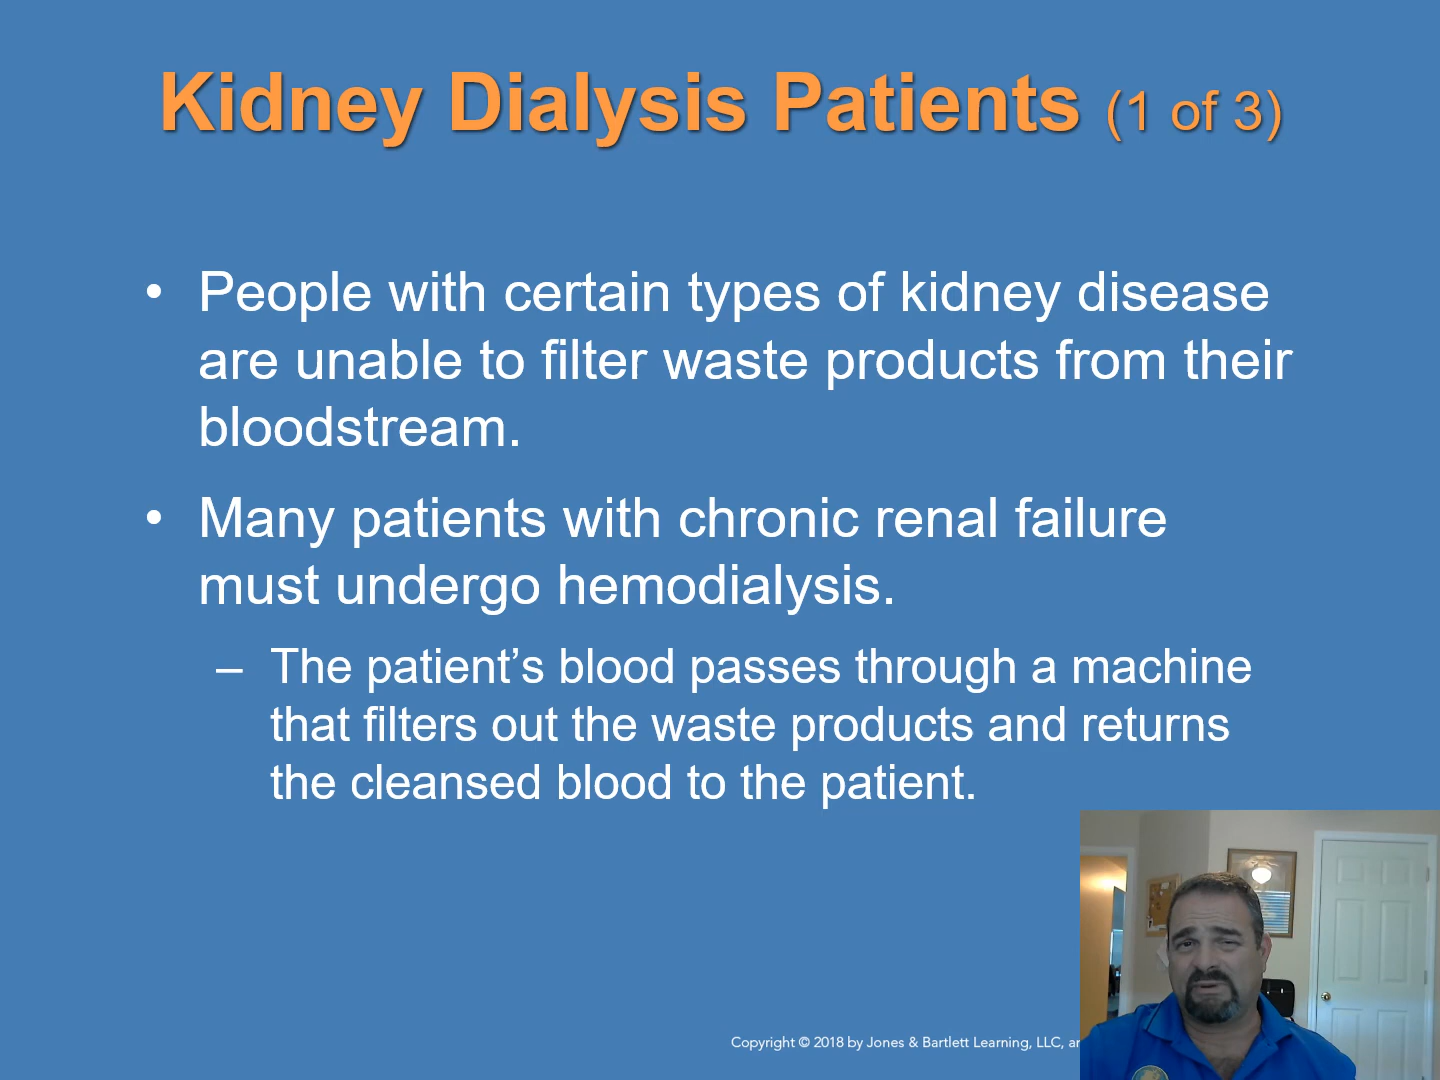 Kidney Dialysis Patients (1 of 3)
• People with certain types of kidney disease
are unable to filter waste products from their
bloodstream.
• Many patients with chronic renal failure
must undergo hemodialysis.
– The patient’s blood passes through a machine
that filters out the waste products and returns
the cleansed blood to the patient.
Copyright © 2018 by Jones & Bartlett Learning, LLC,